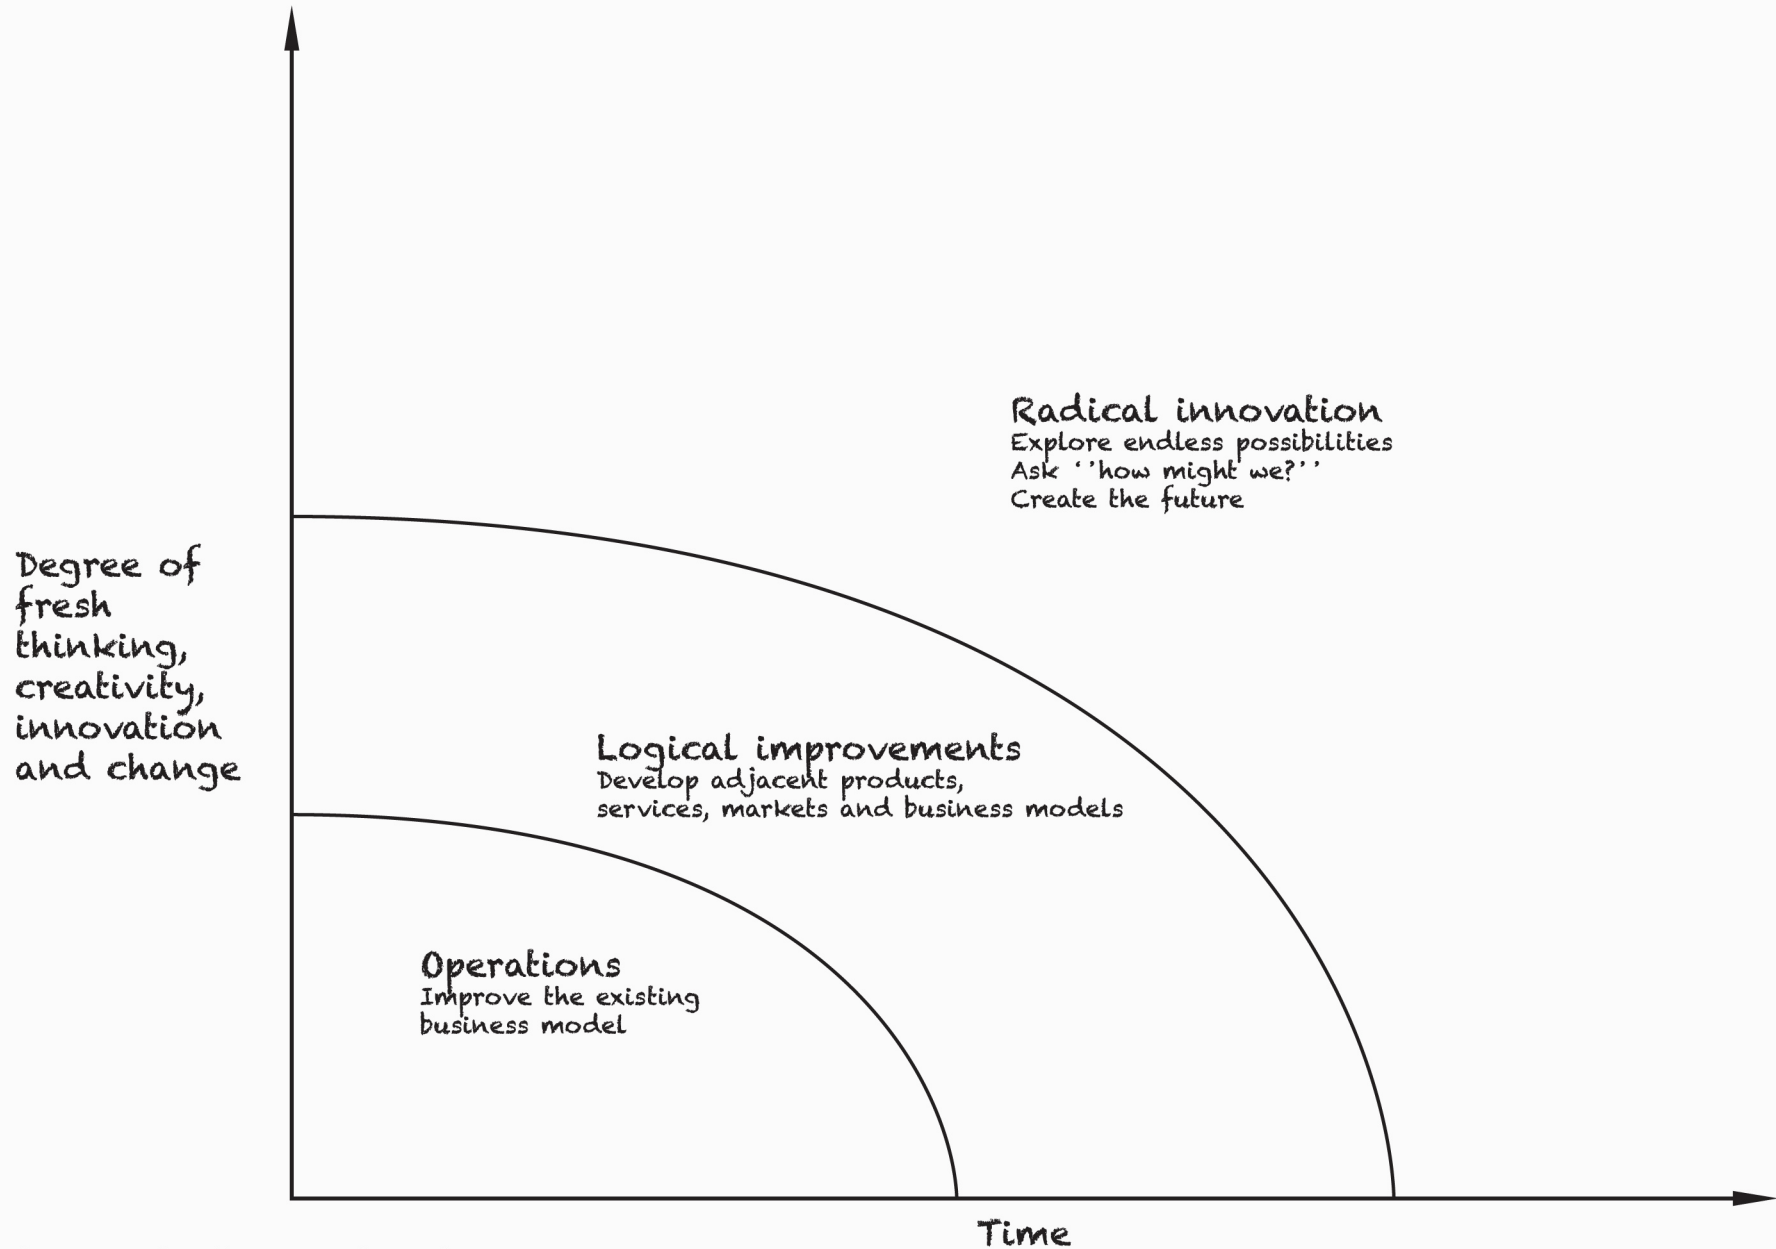 Radical innovation
Explore endless possibilities
Ask ‘’how might we?’’
Create the future
Degree of
fresh
thinking,
creativity,
innovation
and change
Logical improvements
Develop adjacent products,
services, markets and business models
Operations
Improve the existing
business model
Time